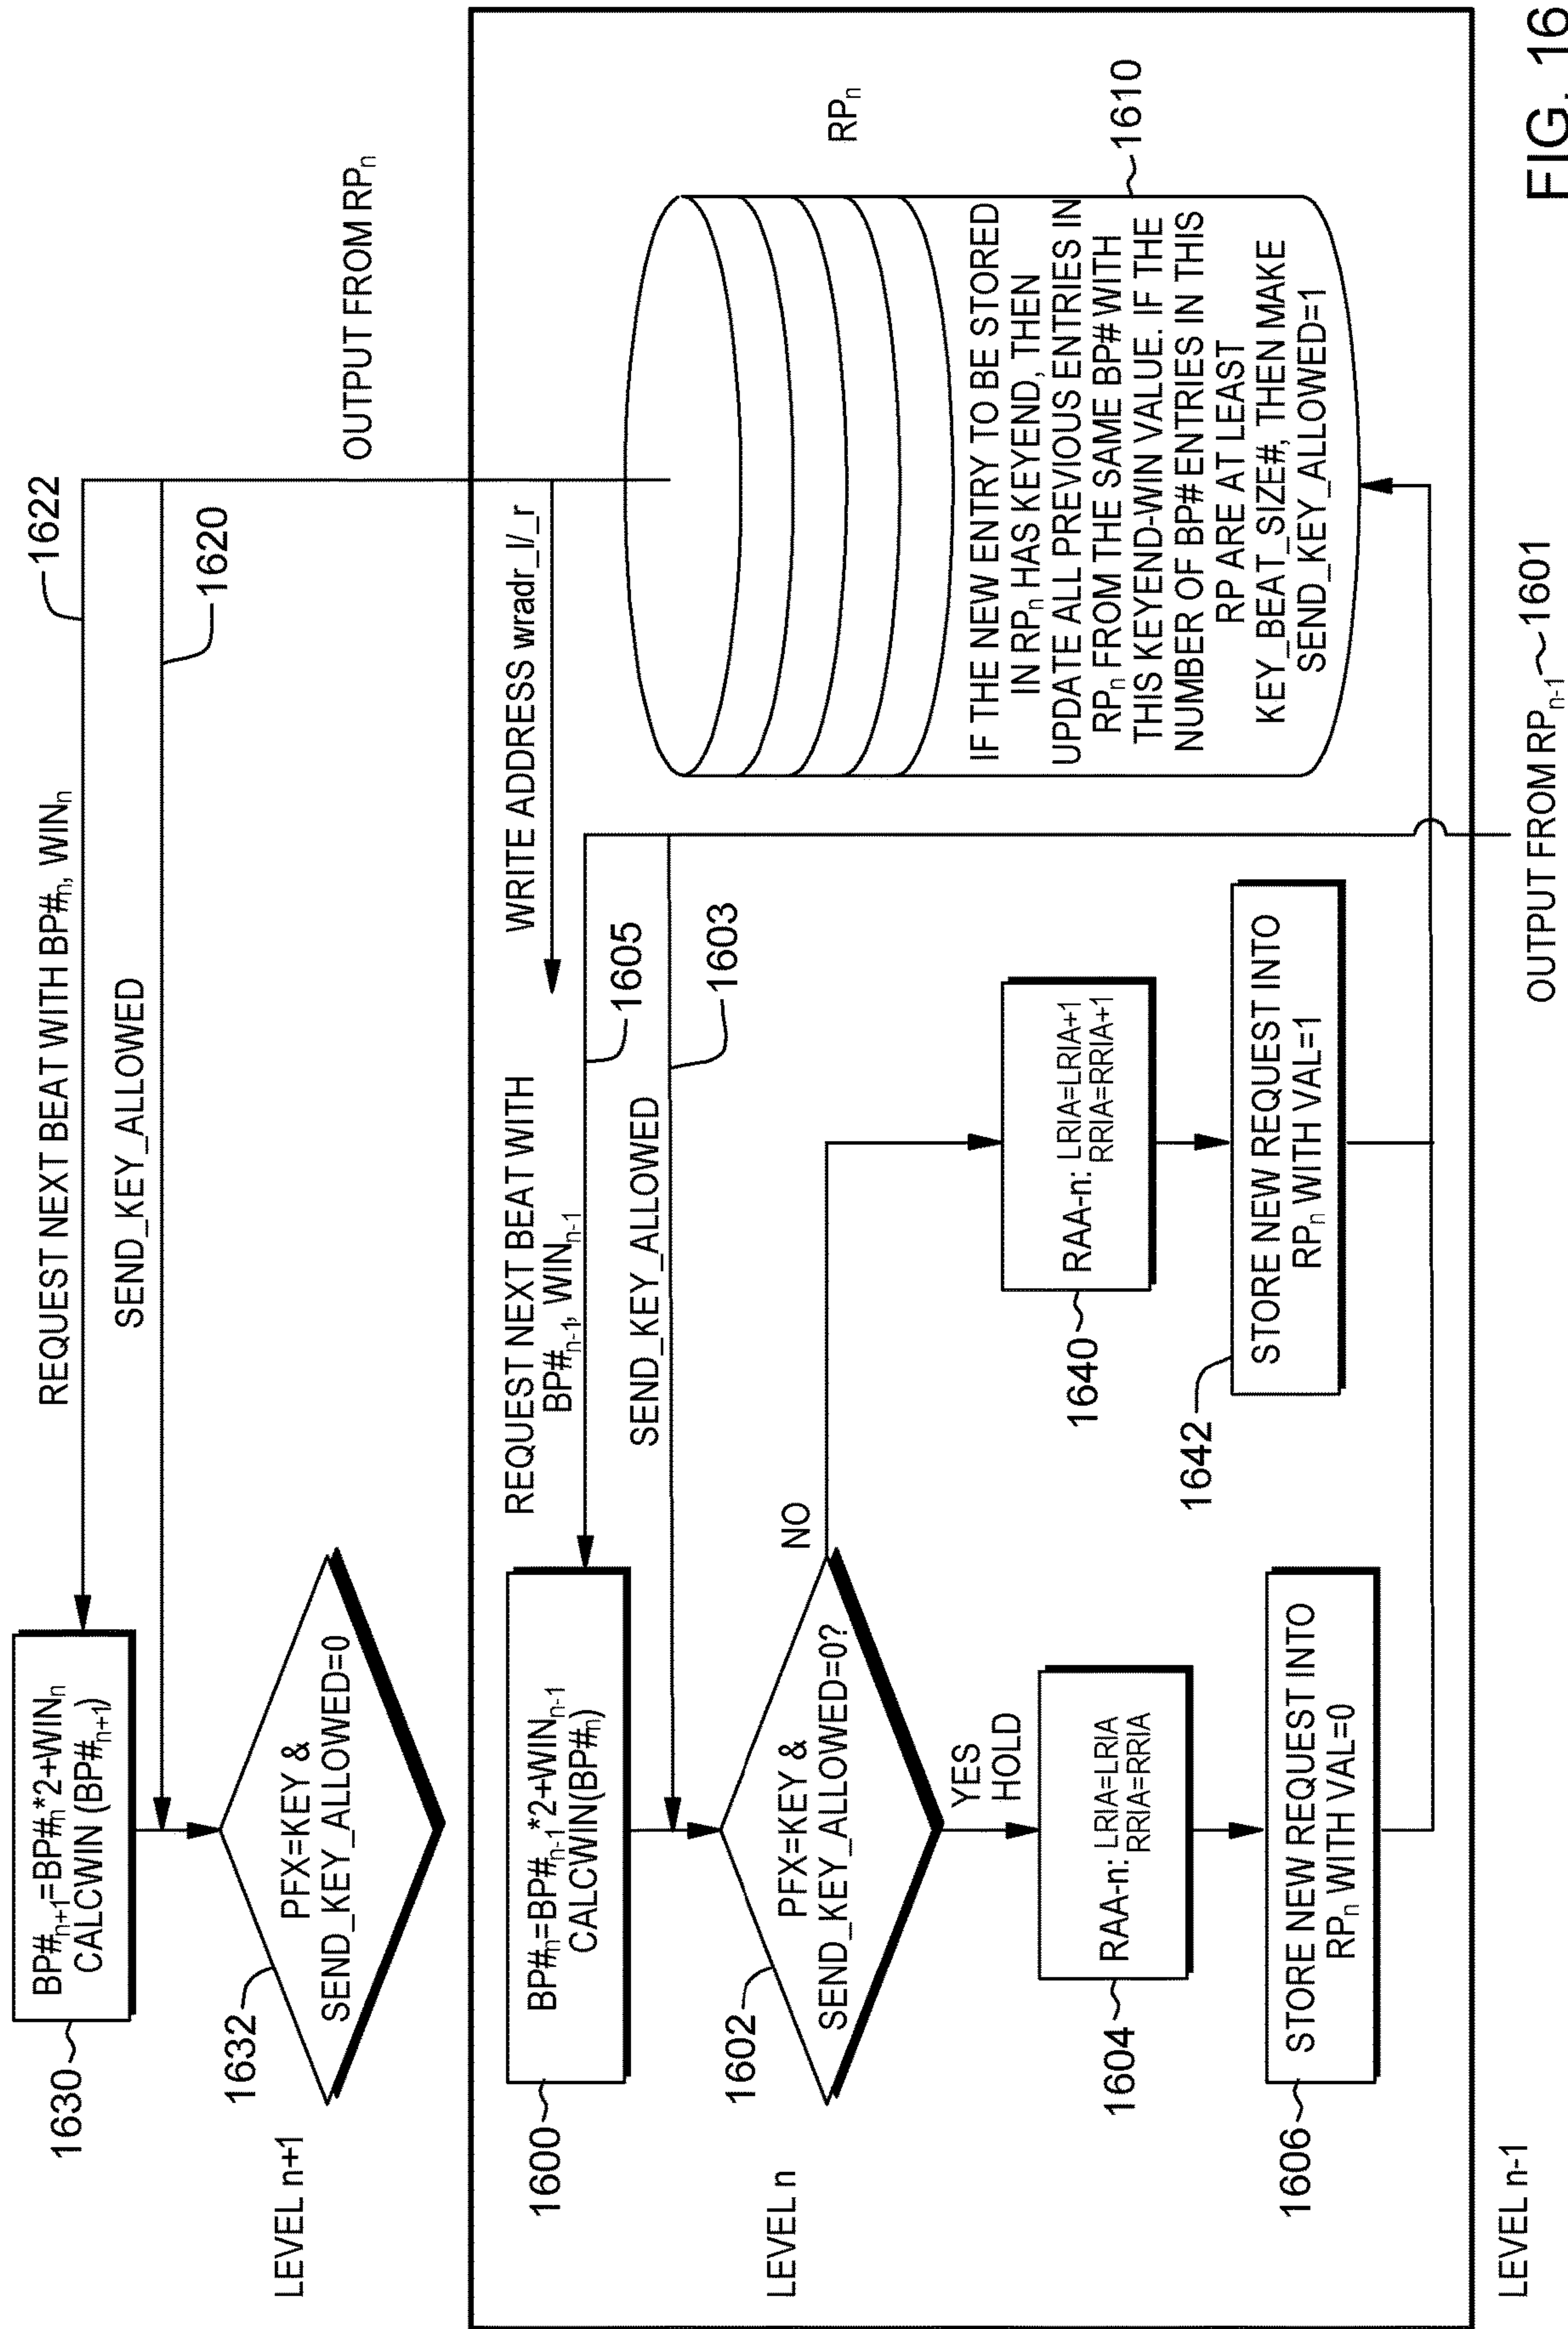 1630
BP#n+1=BP#n*2+WINn
CALCWIN (BP#n+1)
REQUEST NEXT BEAT WITH BP#n, WINn
1622
SEND_KEY_ALLOWED
1620
1632
PFX=KEY &
SEND_KEY_ALLOWED=0
LEVEL n+1
OUTPUT FROM RPn
WRITE ADDRESS wradr_l/_r
1600
BP#n=BP#n-1*2+WINn-1
CALCWIN(BP#n)
REQUEST NEXT BEAT WITH
BP#n-1, WINn-1
1605
SEND_KEY_ALLOWED
1603
1602
PFX=KEY &
SEND_KEY_ALLOWED=0?
NO
YES
HOLD
LEVEL n
1604
RAA-n: LRIA=LRIA
RRIA=RRIA
1640
RAA-n: LRIA=LRIA+1
RRIA=RRIA+1
1606
STORE NEW REQUEST INTO
RPn WITH VAL=0
1642
STORE NEW REQUEST INTO
RPn WITH VAL=1
RPn
IF THE NEW ENTRY TO BE STORED
IN RPn HAS KEYEND, THEN
UPDATE ALL PREVIOUS ENTRIES IN
RPn FROM THE SAME BP# WITH
THIS KEYEND-WIN VALUE. IF THE
NUMBER OF BP# ENTRIES IN THIS
RP ARE AT LEAST
KEY_BEAT_SIZE#, THEN MAKE
SEND_KEY_ALLOWED=1
1610
LEVEL n-1
OUTPUT FROM RPn-1
1601
FIG. 16